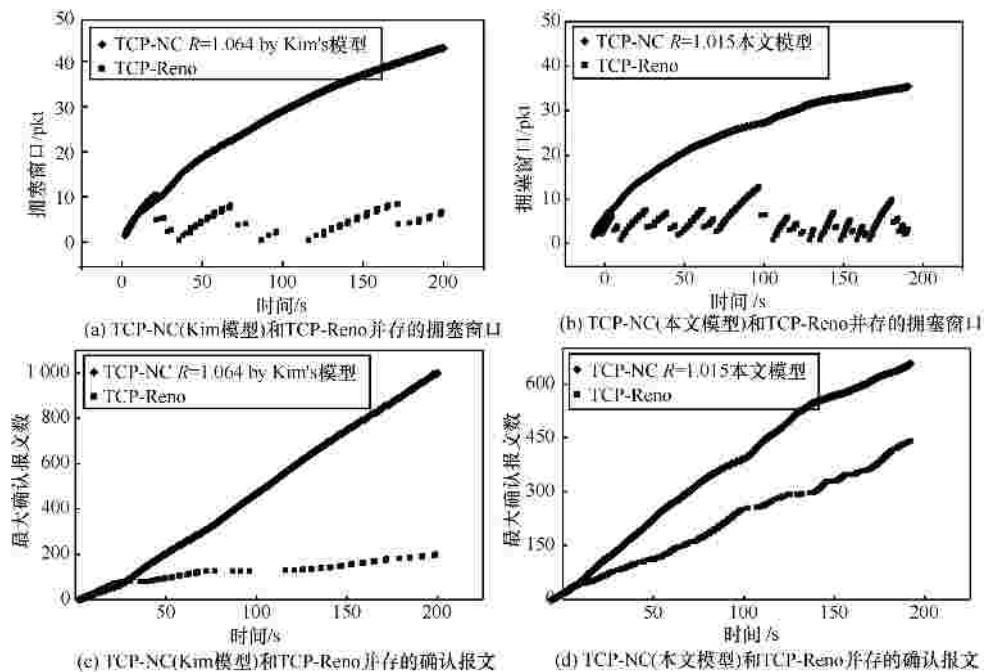 50
40
30
20
10
0
拥塞窗口/pkt
TCP-NC R=1.064 by Kim's模型
TCP-Reno
0
50
100
150
200
时间/s
(a) TCP-NC(Kim模型)和TCP-Reno并存的拥塞窗口
50
40
30
20
10
0
拥塞窗口/pkt
TCP-NC R=1.015本文模型
TCP-Reno
0
50
100
150
200
时间/s
(b) TCP-NC(本文模型)和TCP-Reno并存的拥塞窗口
1 000
800
600
400
200
0
最大确认报文数
TCP-NC R=1.064 by Kim's模型
TCP-Reno
50
100
150
200
时间/s
(c) TCP-NC(Kim模型)和TCP-Reno并存的确认报文
600
450
300
150
最大确认报文数
TCP-NC R=1.015本文模型
TCP-Reno
0
50
100
150
200
时间/s
(d) TCP-NC(本文模型)和TCP-Reno并存的确认报文